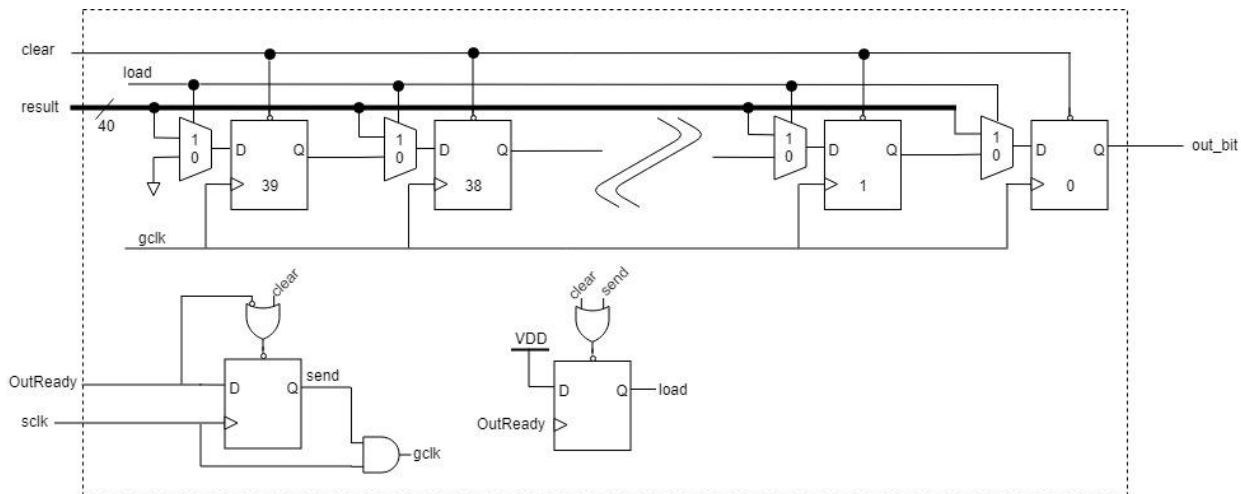 clear
load
result
40
1
0
D
Q
39
1
0
D
Q
38
1
0
D
Q
1
1
0
D
Q
0
out_bit
gclk
clear
clear
send
VDD
OutReady
D
Q
send
sclk
gclk
D
Q
load
OutReady